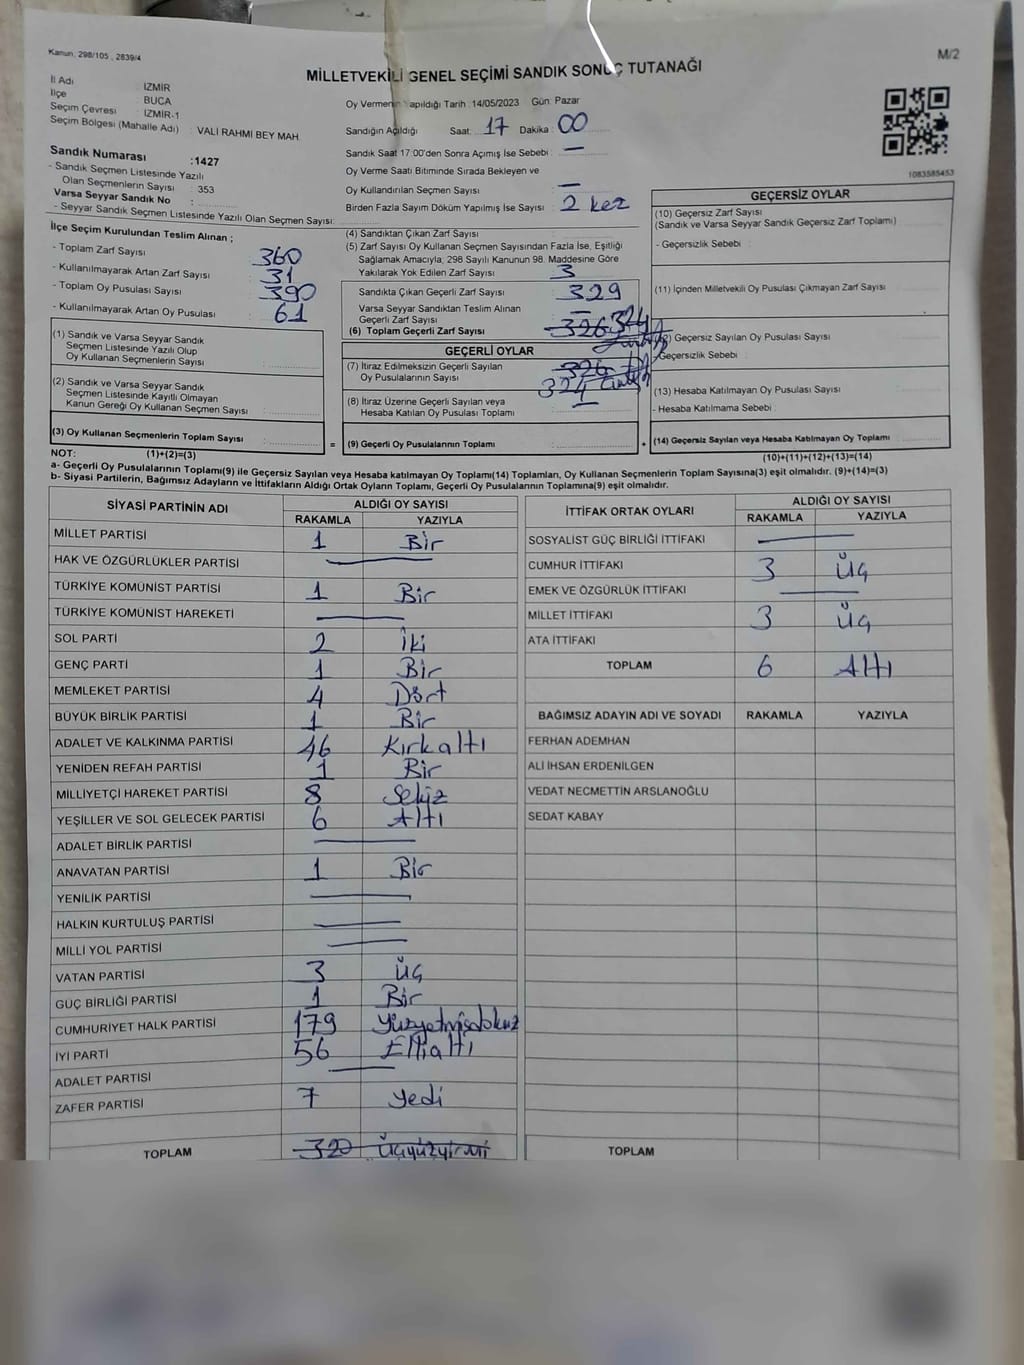 Kanun: 298/105, 2839/4
M/2
MİLLETVEKİLİ GENEL SEÇİMİ SANDIK SONUÇ TUTANAĞI
İl Adı İZMİR
İlçe BUCA
Seçim Çevresi İZMİR-1
Seçim Bölgesi (Mahalle Adı) : VALİ RAHMİ BEY MAH.
Sandık Numarası :1427
- Sandık Seçmen Listesinde Yazılı
Olan Seçmenlerin Sayısı : 353
Varsa Seyyar Sandık No :
- Seyyar Sandık Seçmen Listesinde Yazılı Olan Seçmen Sayısı:
Oy Vermenin Yapıldığı Tarih :14/05/2023 Gün: Pazar
Sandığın Açıldığı Saat: 17 Dakika: 00
Sandık Saat 17:00'den Sonra Açımış İse Sebebi : —
Oy Verme Saati Bitiminde Sırada Bekleyen ve
Oy Kullandırılan Seçmen Sayısı : —
Birden Fazla Sayım Döküm Yapılmış İse Sayısı : 2 kez
1083585453
İlçe Seçim Kurulundan Teslim Alınan ;
- Toplam Zarf Sayısı : 360
- Kullanılmayarak Artan Zarf Sayısı : 31
- Toplam Oy Pusulası Sayısı : 390
- Kullanılmayarak Artan Oy Pusulası : 61
(1) Sandık ve Varsa Seyyar Sandık
Seçmen Listesinde Yazılı Olup
Oy Kullanan Seçmenlerin Sayısı :
(2) Sandık ve Varsa Seyyar Sandık
Seçmen Listesinde Kayıtlı Olmayan
Kanun Gereği Oy Kullanan Seçmen Sayısı :
(3) Oy Kullanan Seçmenlerin Toplam Sayısı :
(4) Sandıktan Çıkan Zarf Sayısı :
(5) Zarf Sayısı Oy Kullanan Seçmen Sayısından Fazla İse, Eşitliği
Sağlamak Amacıyla, 298 Sayılı Kanunun 98. Maddesine Göre
Yakılarak Yok Edilen Zarf Sayısı : 3
Sandıkta Çıkan Geçerli Zarf Sayısı : 329
Varsa Seyyar Sandıktan Teslim Alınan
Geçerli Zarf Sayısı : —
(6) Toplam Geçerli Zarf Sayısı : 326 324
GEÇERLİ OYLAR
(7) İtiraz Edilmeksizin Geçerli Sayılan
Oy Pusulalarının Sayısı : 326
324
(8) İtiraz Üzerine Geçerli Sayılan veya
Hesaba Katılan Oy Pusulası Toplamı : —
= (9) Geçerli Oy Pusulalarının Toplamı :
GEÇERSİZ OYLAR
(10) Geçersiz Zarf Sayısı
(Sandık ve Varsa Seyyar Sandık Geçersiz Zarf Toplamı) :
- Geçersizlik Sebebi :
(11) İçinden Milletvekili Oy Pusulası Çıkmayan Zarf Sayısı :
Geçersiz Sayılan Oy Pusulası Sayısı :
Geçersizlik Sebebi :
(13) Hesaba Katılmayan Oy Pusulası Sayısı :
- Hesaba Katılmama Sebebi :
+ (14) Geçersiz Sayılan veya Hesaba Katılmayan Oy Toplamı :
NOT: (1)+(2)=(3)
(10)+(11)+(12)+(13)=(14)
a- Geçerli Oy Pusulalarının Toplamı(9) ile Geçersiz Sayılan veya Hesaba katılmayan Oy Toplamı(14) Toplamları, Oy Kullanan Seçmenlerin Toplam Sayısına(3) eşit olmalıdır. (9)+(14)=(3)
b- Siyasi Partilerin, Bağımsız Adayların ve İttifakların Aldığı Ortak Oyların Toplamı, Geçerli Oy Pusulalarının Toplamına(9) eşit olmalıdır.
SİYASİ PARTİNİN ADI ALDIĞI OY SAYISI
RAKAMLA YAZIYLA
MİLLET PARTİSİ 1 Bir
HAK VE ÖZGÜRLÜKLER PARTİSİ —
TÜRKİYE KOMÜNİST PARTİSİ 1 Bir
TÜRKİYE KOMÜNİST HAREKETİ —
SOL PARTİ 2 İki
GENÇ PARTİ 1 Bir
MEMLEKET PARTİSİ 4 Dört
BÜYÜK BİRLİK PARTİSİ 1 Bir
ADALET VE KALKINMA PARTİSİ 46 Kırkaltı
YENİDEN REFAH PARTİSİ 1 Bir
MİLLİYETÇİ HAREKET PARTİSİ 8 Sekiz
YEŞİLLER VE SOL GELECEK PARTİSİ 6 Altı
ADALET BİRLİK PARTİSİ —
ANAVATAN PARTİSİ 1 Bir
YENİLİK PARTİSİ —
HALKIN KURTULUŞ PARTİSİ —
MİLLİ YOL PARTİSİ —
VATAN PARTİSİ 3 Üç
GÜÇ BİRLİĞİ PARTİSİ 1 Bir
CUMHURİYET HALK PARTİSİ 179 Yüzyetmişdokuz
İYİ PARTİ 56 Elliattı
ADALET PARTİSİ —
ZAFER PARTİSİ 7 Yedi
TOPLAM 320 Üçyüzyirmi
İTTİFAK ORTAK OYLARI ALDIĞI OY SAYISI
RAKAMLA YAZIYLA
SOSYALİST GÜÇ BİRLİĞİ İTTİFAKI —
CUMHUR İTTİFAKI 3 Üç
EMEK VE ÖZGÜRLÜK İTTİFAKI —
MİLLET İTTİFAKI 3 Üç
ATA İTTİFAKI
TOPLAM 6 Altı
BAĞIMSIZ ADAYIN ADI VE SOYADI RAKAMLA YAZIYLA
FERHAN ADEMHAN
ALİ İHSAN ERDENİLGEN
VEDAT NECMETTİN ARSLANOĞLU
SEDAT KABAY
TOPLAM